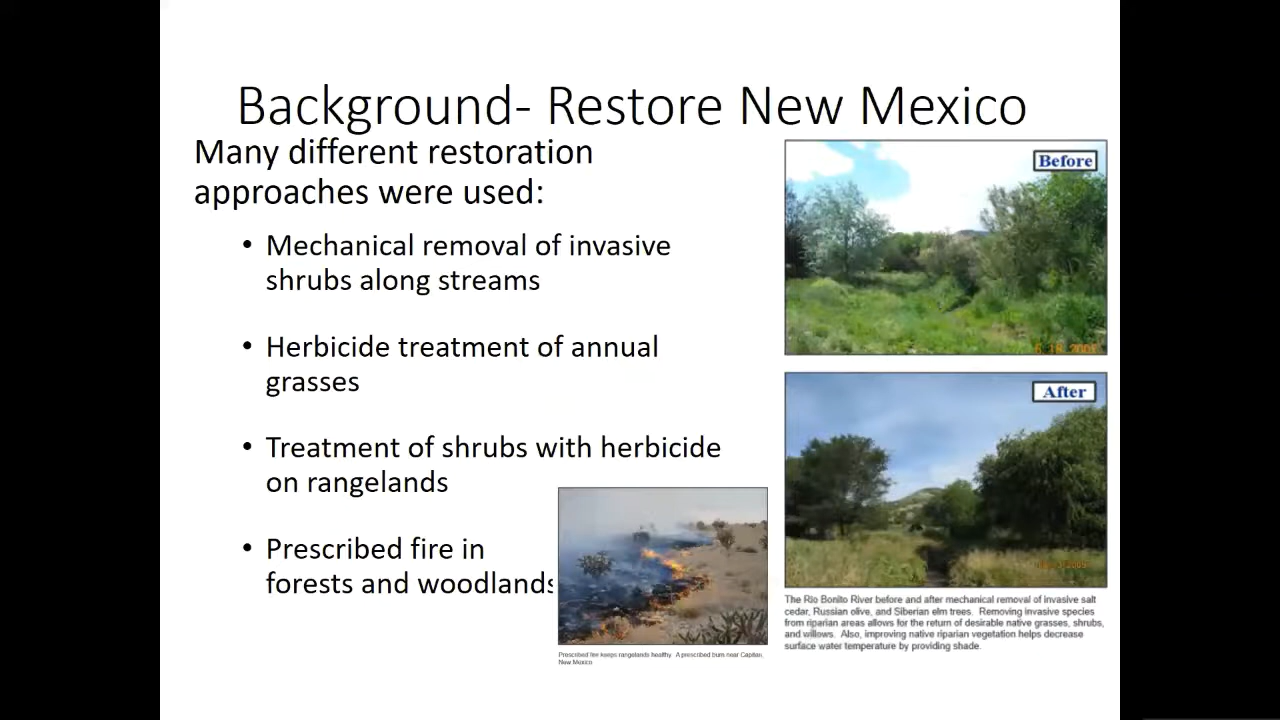 Background- Restore New Mexico
Many different restoration
approaches were used:
• Mechanical removal of invasive
shrubs along streams
• Herbicide treatment of annual
grasses
• Treatment of shrubs with herbicide
on rangelands
• Prescribed fire in
forests and woodlands
Before
After
The Rio Bonito River before and after mechanical removal of invasive salt
cedar, Russian olive, and Siberian elm trees. Removing invasive species
from riparian areas allows for the return of desirable native grasses, shrubs,
and willows. Also, improving native riparian vegetation helps decrease
surface water temperature by providing shade.
Prescribed fire keeps rangelands healthy. A prescribed burn near Capitan,
New Mexico